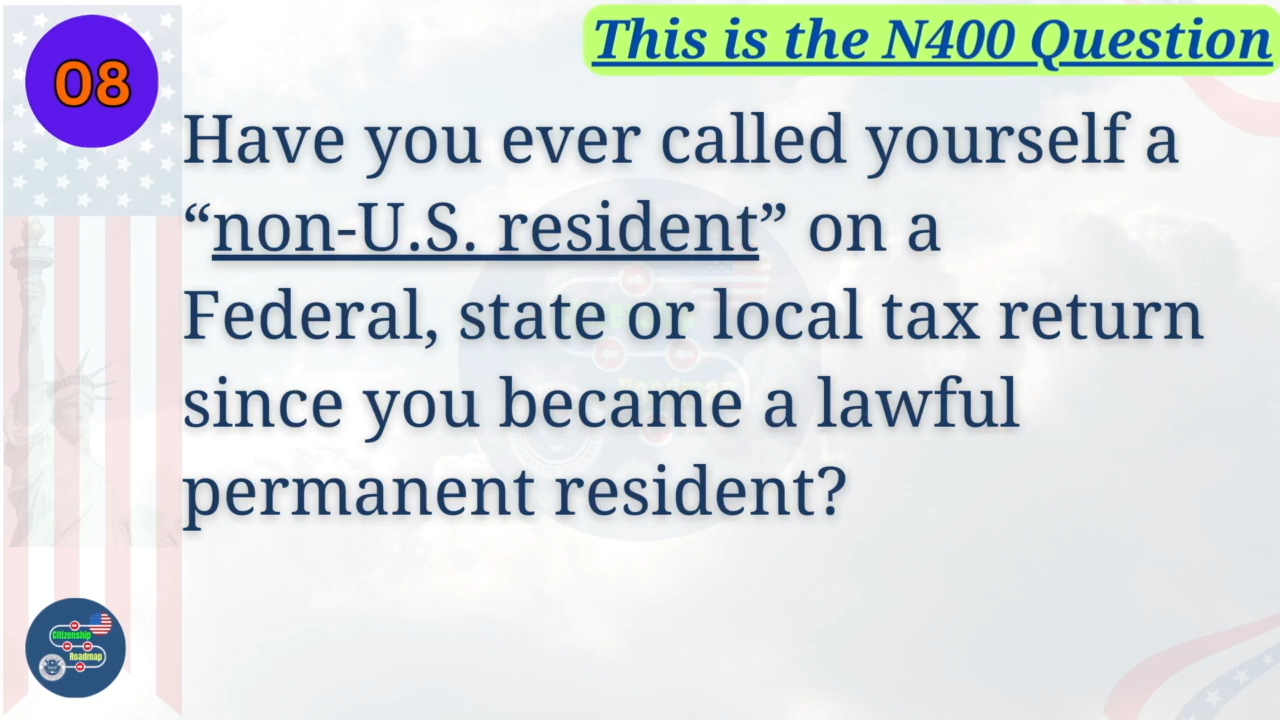 08
This is the N400 Question
Have you ever called yourself a
“non-U.S. resident” on a
Federal, state or local tax return
since you became a lawful
permanent resident?
Citizenship
Roadmap